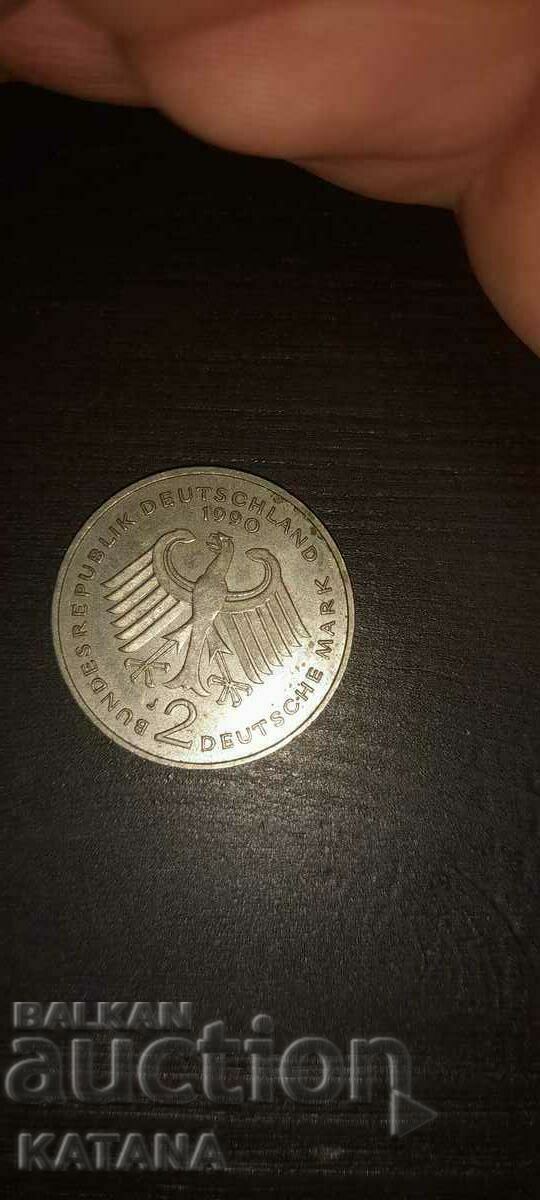 BUNDESREPUBLIK DEUTSCHLAND
1990
J
2
DEUTSCHE MARK
BALKAN
auction
KATANA